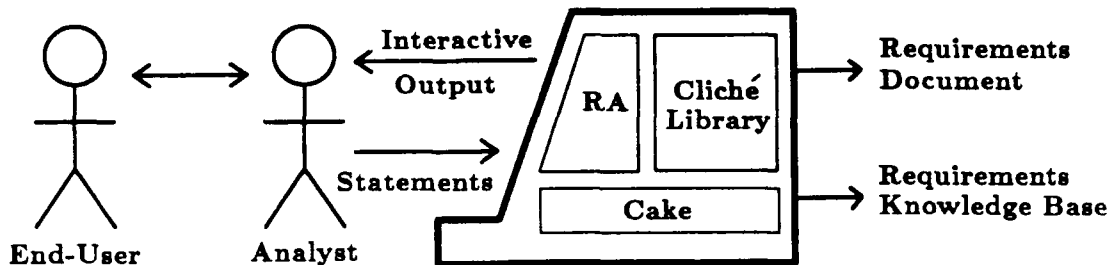 Interactive
Output
Statements
End-User
Analyst
RA
Cliché
Library
Cake
Requirements
Document
Requirements
Knowledge Base